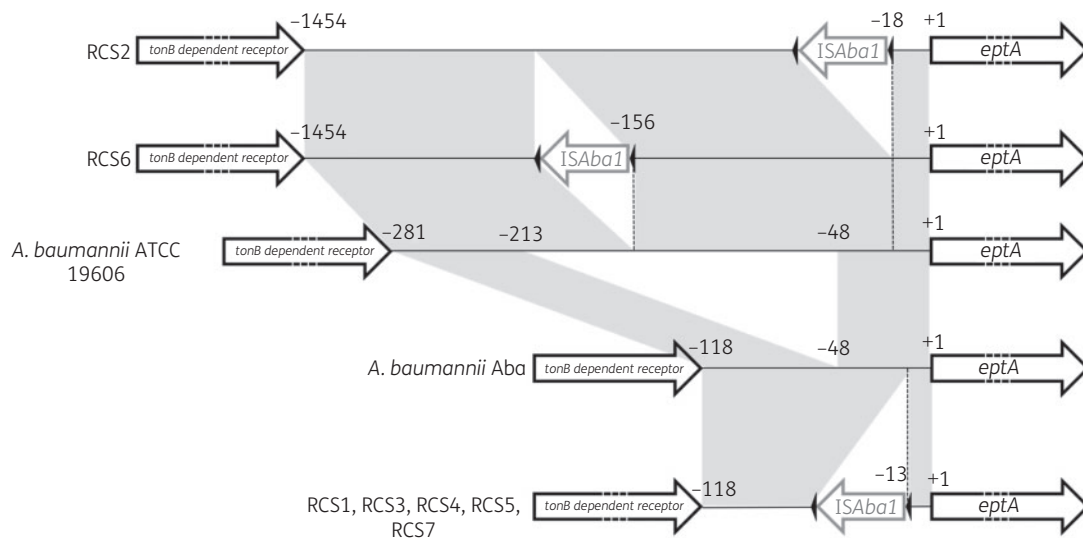 −1454 −18 +1
RCS2 tonB dependent receptor ISAba1 eptA
−1454 −156 +1
RCS6 tonB dependent receptor ISAba1 eptA
−281 −213 −48 +1
A. baumannii ATCC tonB dependent receptor eptA
19606
−118 −48 +1
A. baumannii Aba tonB dependent receptor eptA
−118 −13 +1
RCS1, RCS3, RCS4, RCS5, tonB dependent receptor ISAba1 eptA
RCS7